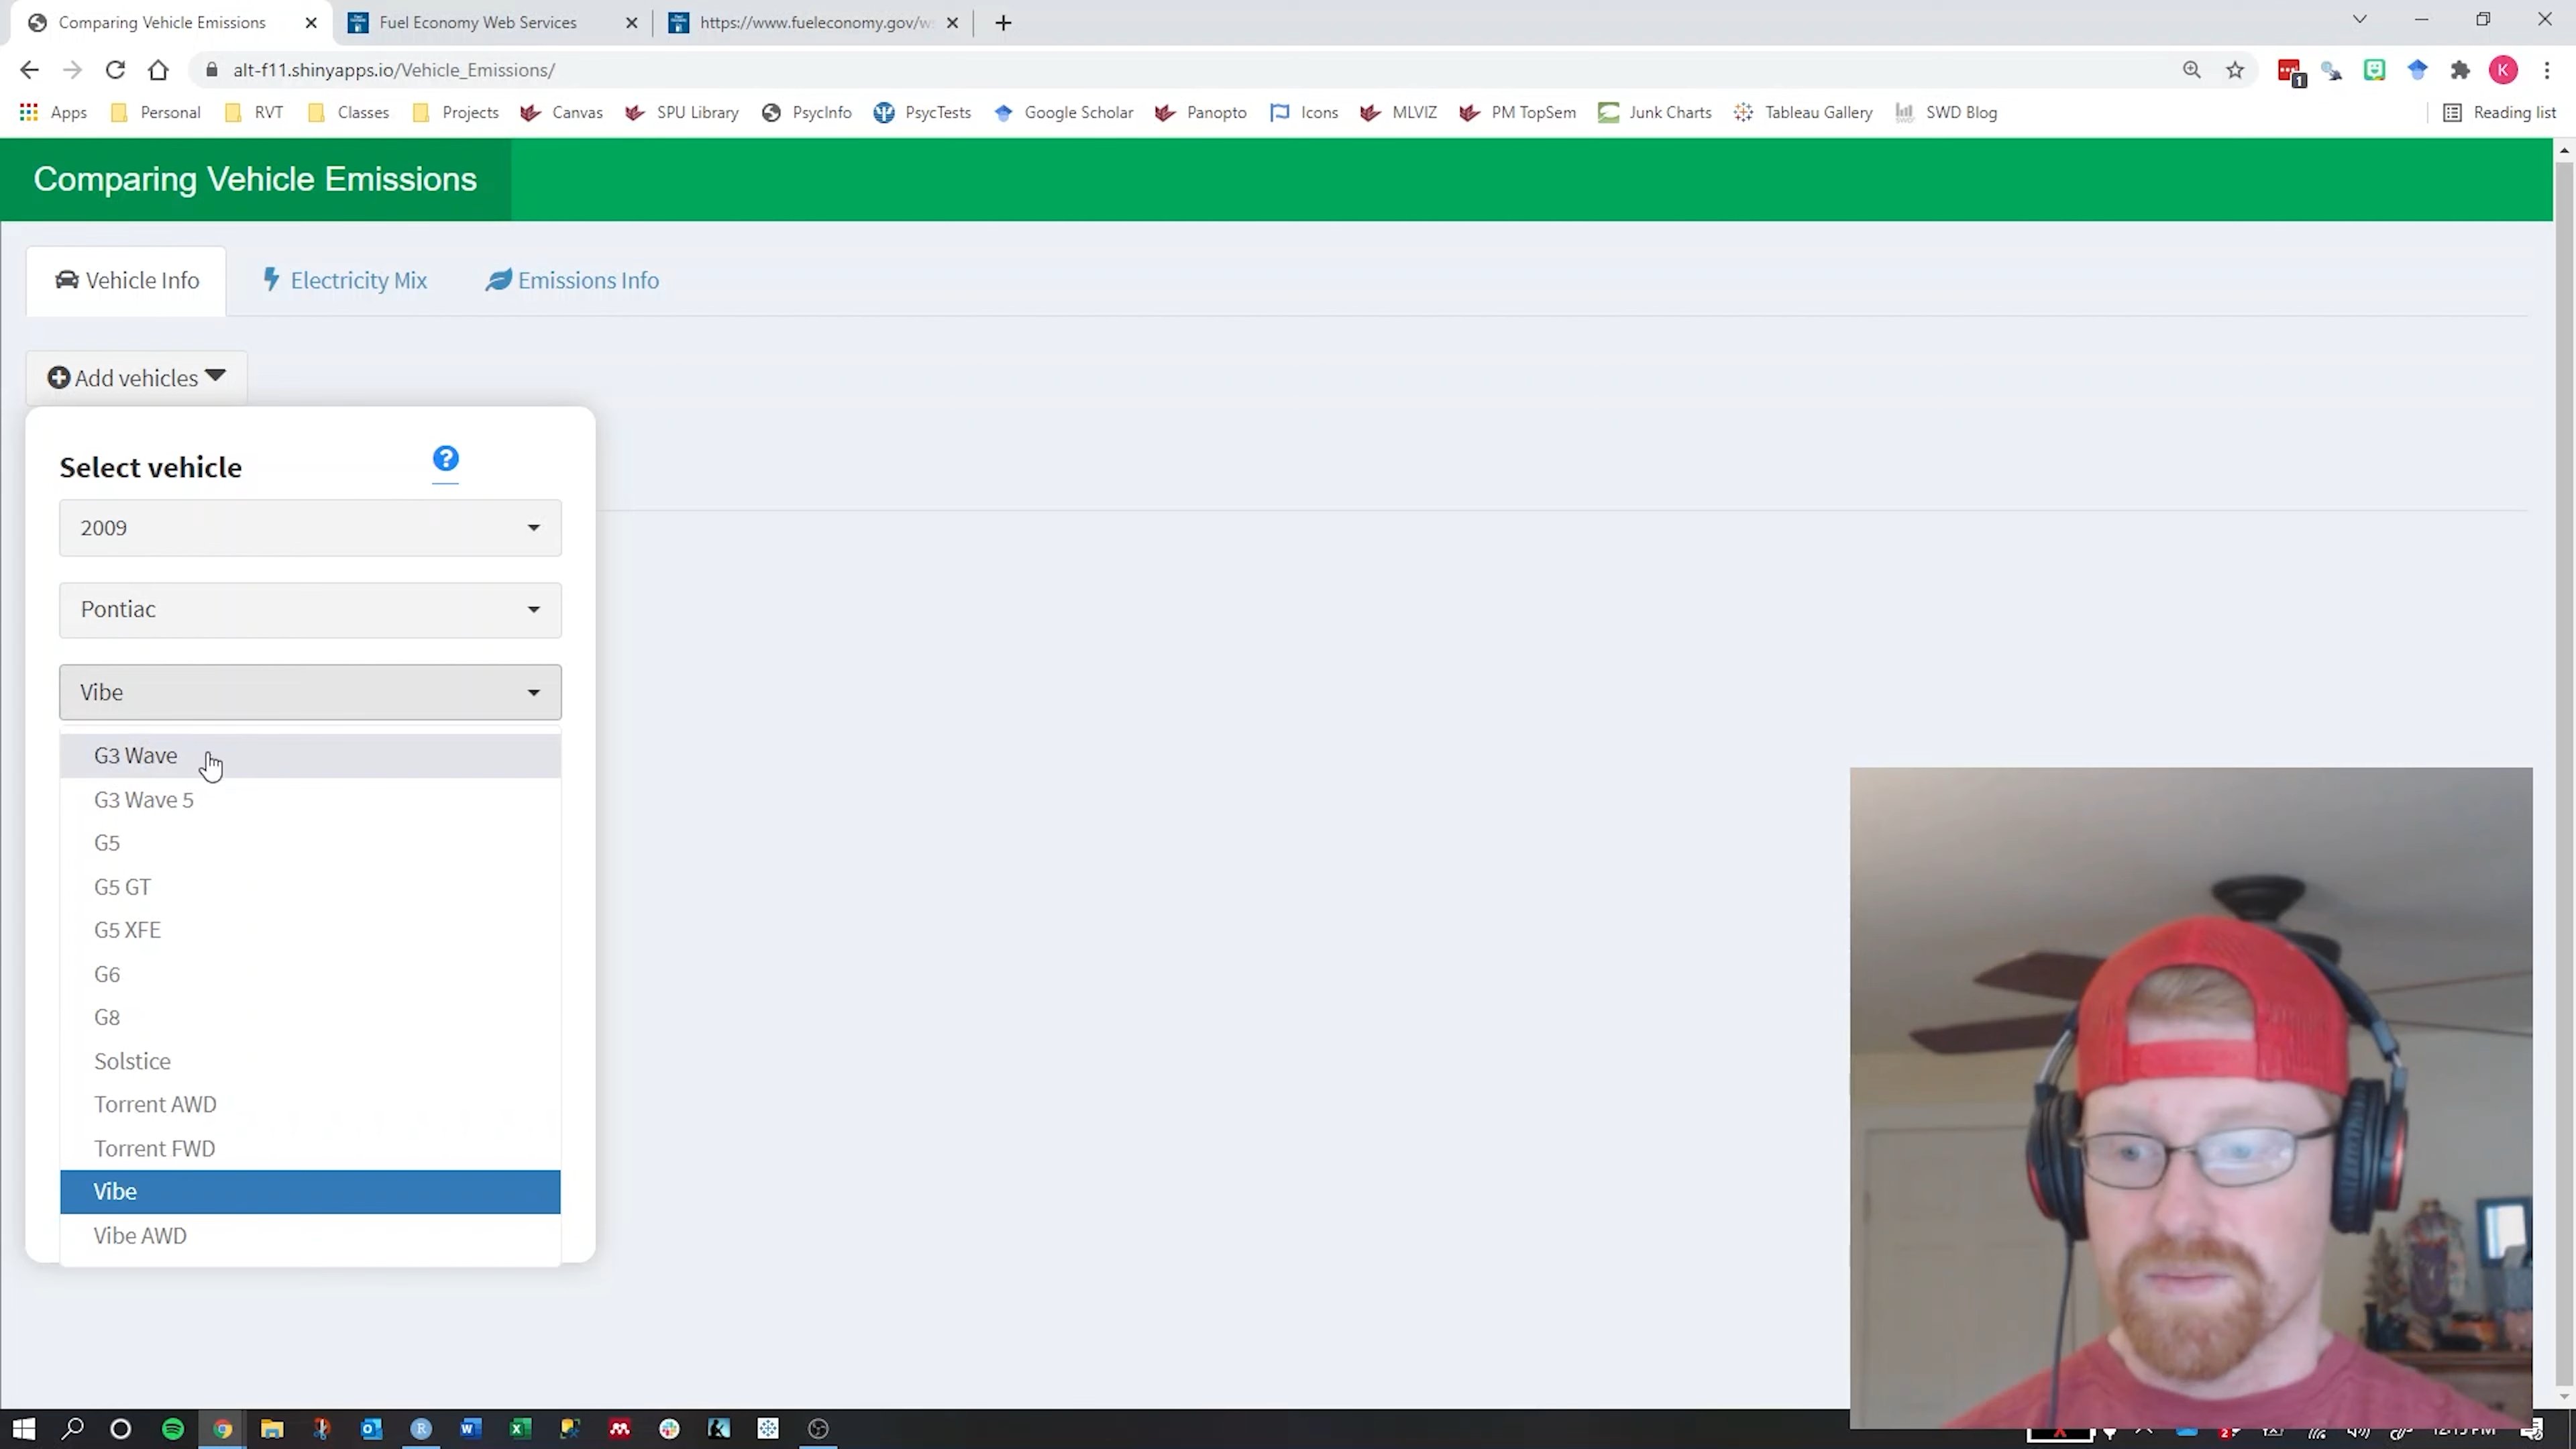 Comparing Vehicle Emissions
Fuel Economy Web Services
https://www.fueleconomy.gov/w
alt-f11.shinyapps.io/Vehicle_Emissions/
1
K
Apps Personal RVT Classes Projects Canvas SPU Library PsycInfo PsycTests Google Scholar Panopto Icons MLVIZ PM TopSem Junk Charts Tableau Gallery SWD Blog Reading list
Comparing Vehicle Emissions
Vehicle Info Electricity Mix Emissions Info
Add vehicles
Select vehicle ?
2009
Pontiac
Vibe
G3 Wave
G3 Wave 5
G5
G5 GT
G5 XFE
G6
G8
Solstice
Torrent AWD
Torrent FWD
Vibe
Vibe AWD